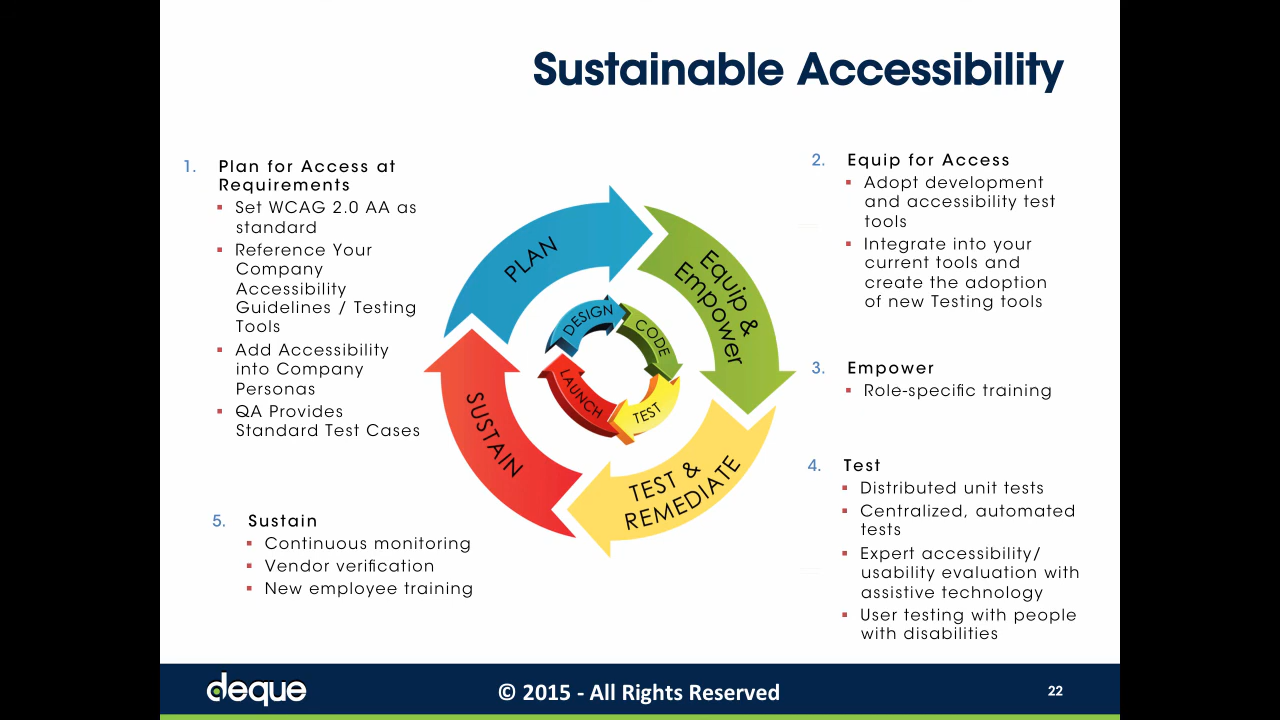 Sustainable Accessibility
1. Plan for Access at
Requirements
▪ Set WCAG 2.0 AA as
standard
▪ Reference Your
Company
Accessibility
Guidelines / Testing
Tools
▪ Add Accessibility
into Company
Personas
▪ QA Provides
Standard Test Cases
2. Equip for Access
▪ Adopt development
and accessibility test
tools
▪ Integrate into your
current tools and
create the adoption
of new Testing tools
3. Empower
▪ Role-specific training
4. Test
▪ Distributed unit tests
▪ Centralized, automated
tests
▪ Expert accessibility/
usability evaluation with
assistive technology
▪ User testing with people
with disabilities
5. Sustain
▪ Continuous monitoring
▪ Vendor verification
▪ New employee training
PLAN
Equip &
Empower
TEST &
REMEDIATE
SUSTAIN
DESIGN
CODE
TEST
LAUNCH
deque
© 2015 - All Rights Reserved
22